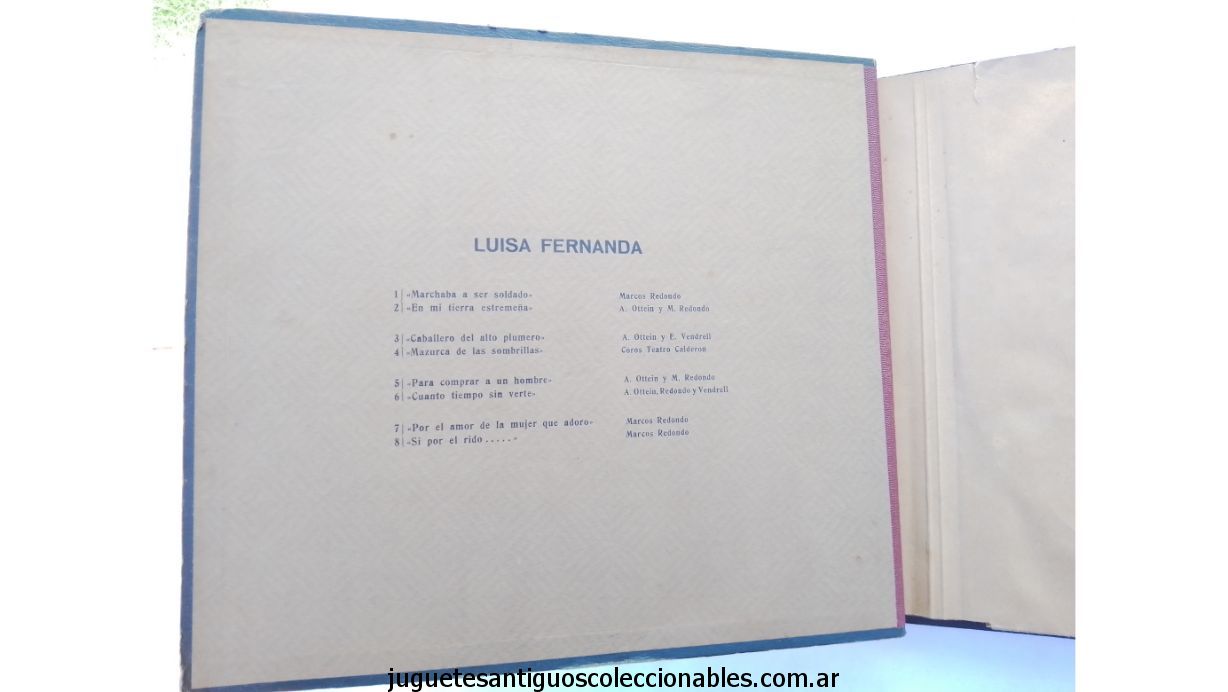 LUISA FERNANDA
1 | «Marchaba a ser soldado» Marcos Redondo
2 | «En mi tierra estremeña» A. Ottein y M. Redondo
3 | «Caballero del alto plumero» A. Ottein y E. Vendrell
4 | «Mazurca de las sombrillas» Coros Teatro Calderon
5 | «Para comprar a un hombre» A. Ottein y M. Redondo
6 | «Cuanto tiempo sin verte» A. Ottein, Redondo y Vendrell
7 | «Por el amor de la mujer que adoro» Marcos Redondo
8 | «Si por el rido.....» Marcos Redondo
juguetesantiguoscoleccionables.com.ar